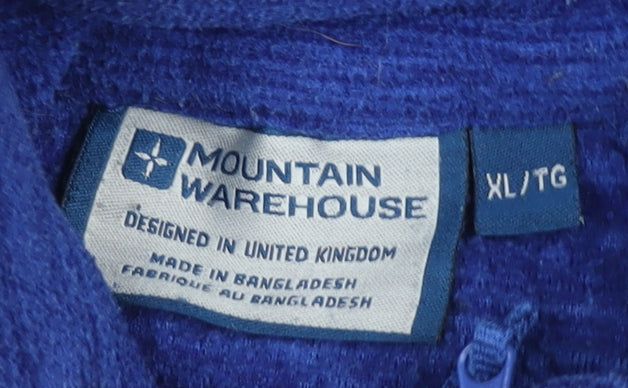 MOUNTAIN
WAREHOUSE
DESIGNED IN UNITED KINGDOM
MADE IN BANGLADESH
FABRIQUE AU BANGLADESH
XL/TG